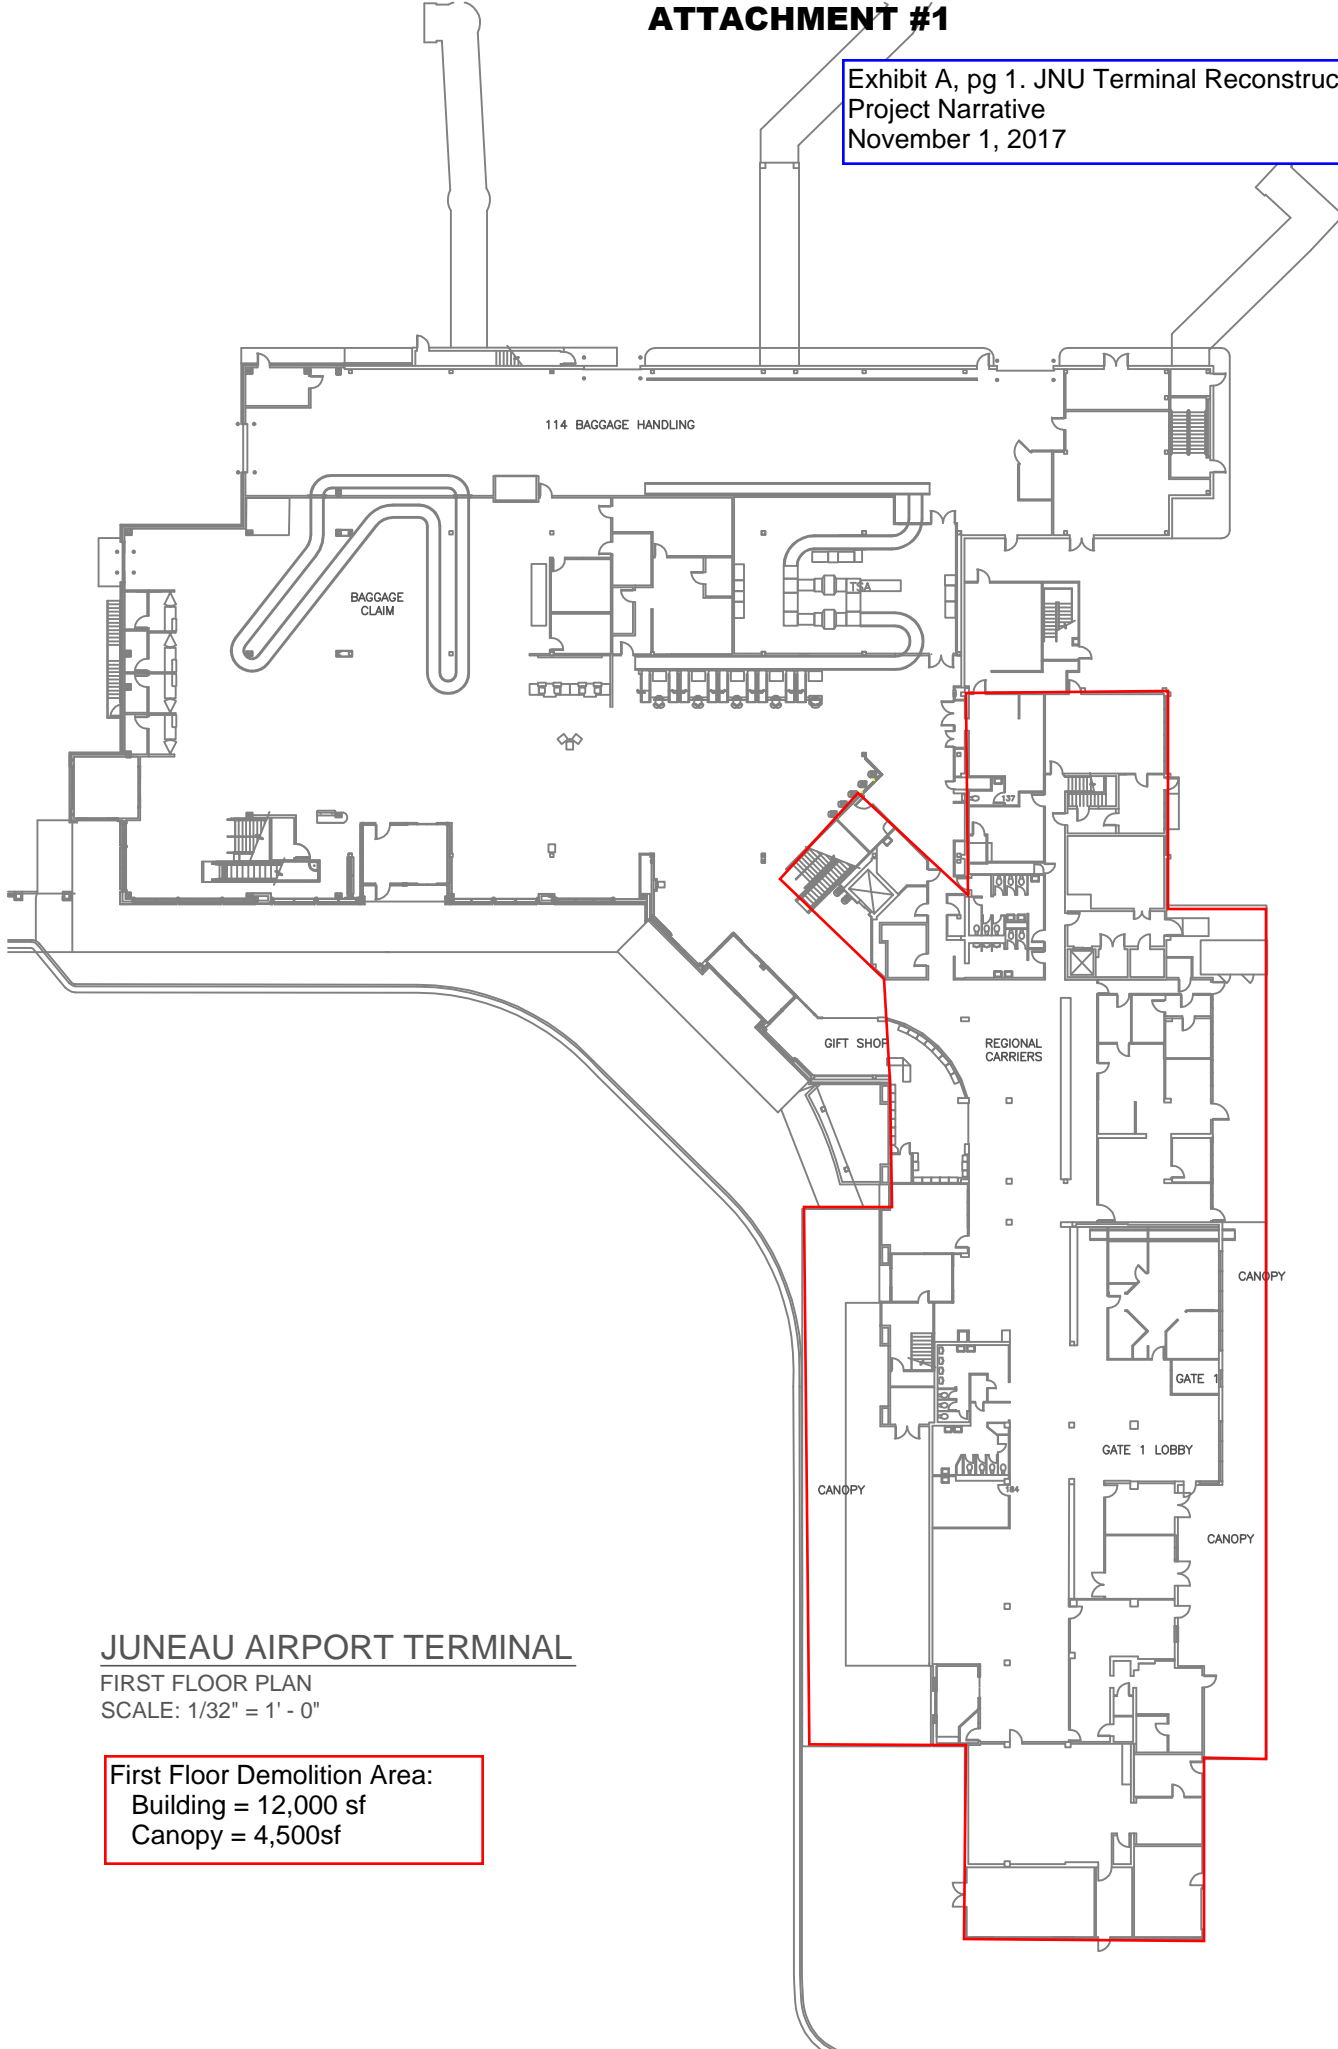 ATTACHMENT #1
Exhibit A, pg 1. JNU Terminal Reconstruc
Project Narrative
November 1, 2017
114 BAGGAGE HANDLING
BAGGAGE
CLAIM
TSA
137
GIFT SHOP
REGIONAL
CARRIERS
CANOPY
GATE 1
GATE 1 LOBBY
CANOPY
184
CANOPY
JUNEAU AIRPORT TERMINAL
FIRST FLOOR PLAN
SCALE: 1/32" = 1' - 0"
First Floor Demolition Area:
Building = 12,000 sf
Canopy = 4,500sf